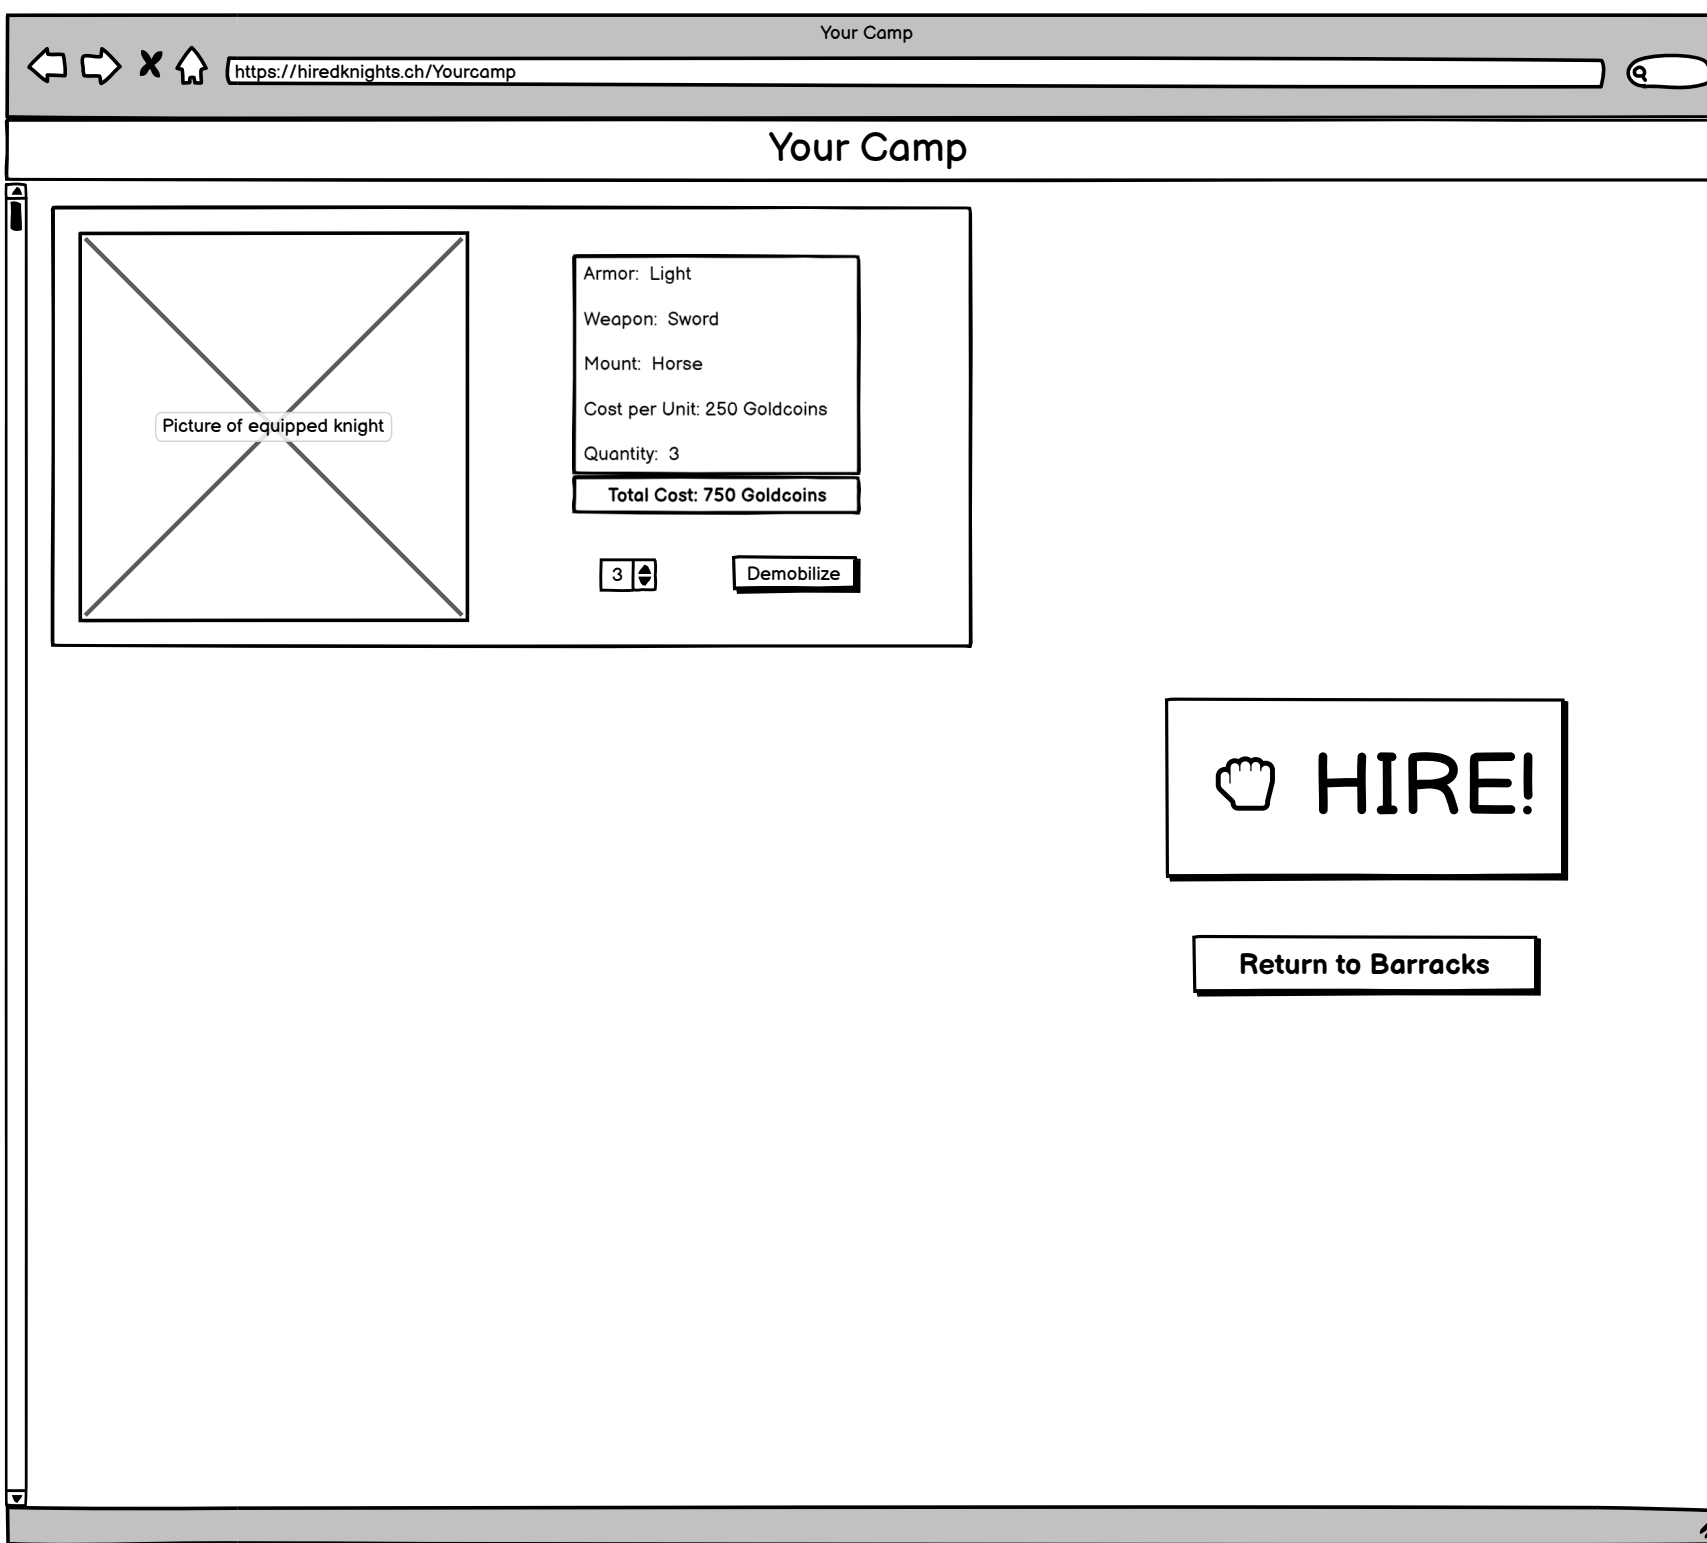 Your Camp
https://hiredknights.ch/Yourcamp
Your Camp
Armor: Light
Weapon: Sword
Mount: Horse
Cost per Unit: 250 Goldcoins
Picture of equipped knight
Quantity: 3
Total Cost: 750 Goldcoins
3
Demobilize
HIRE!
Return to Barracks